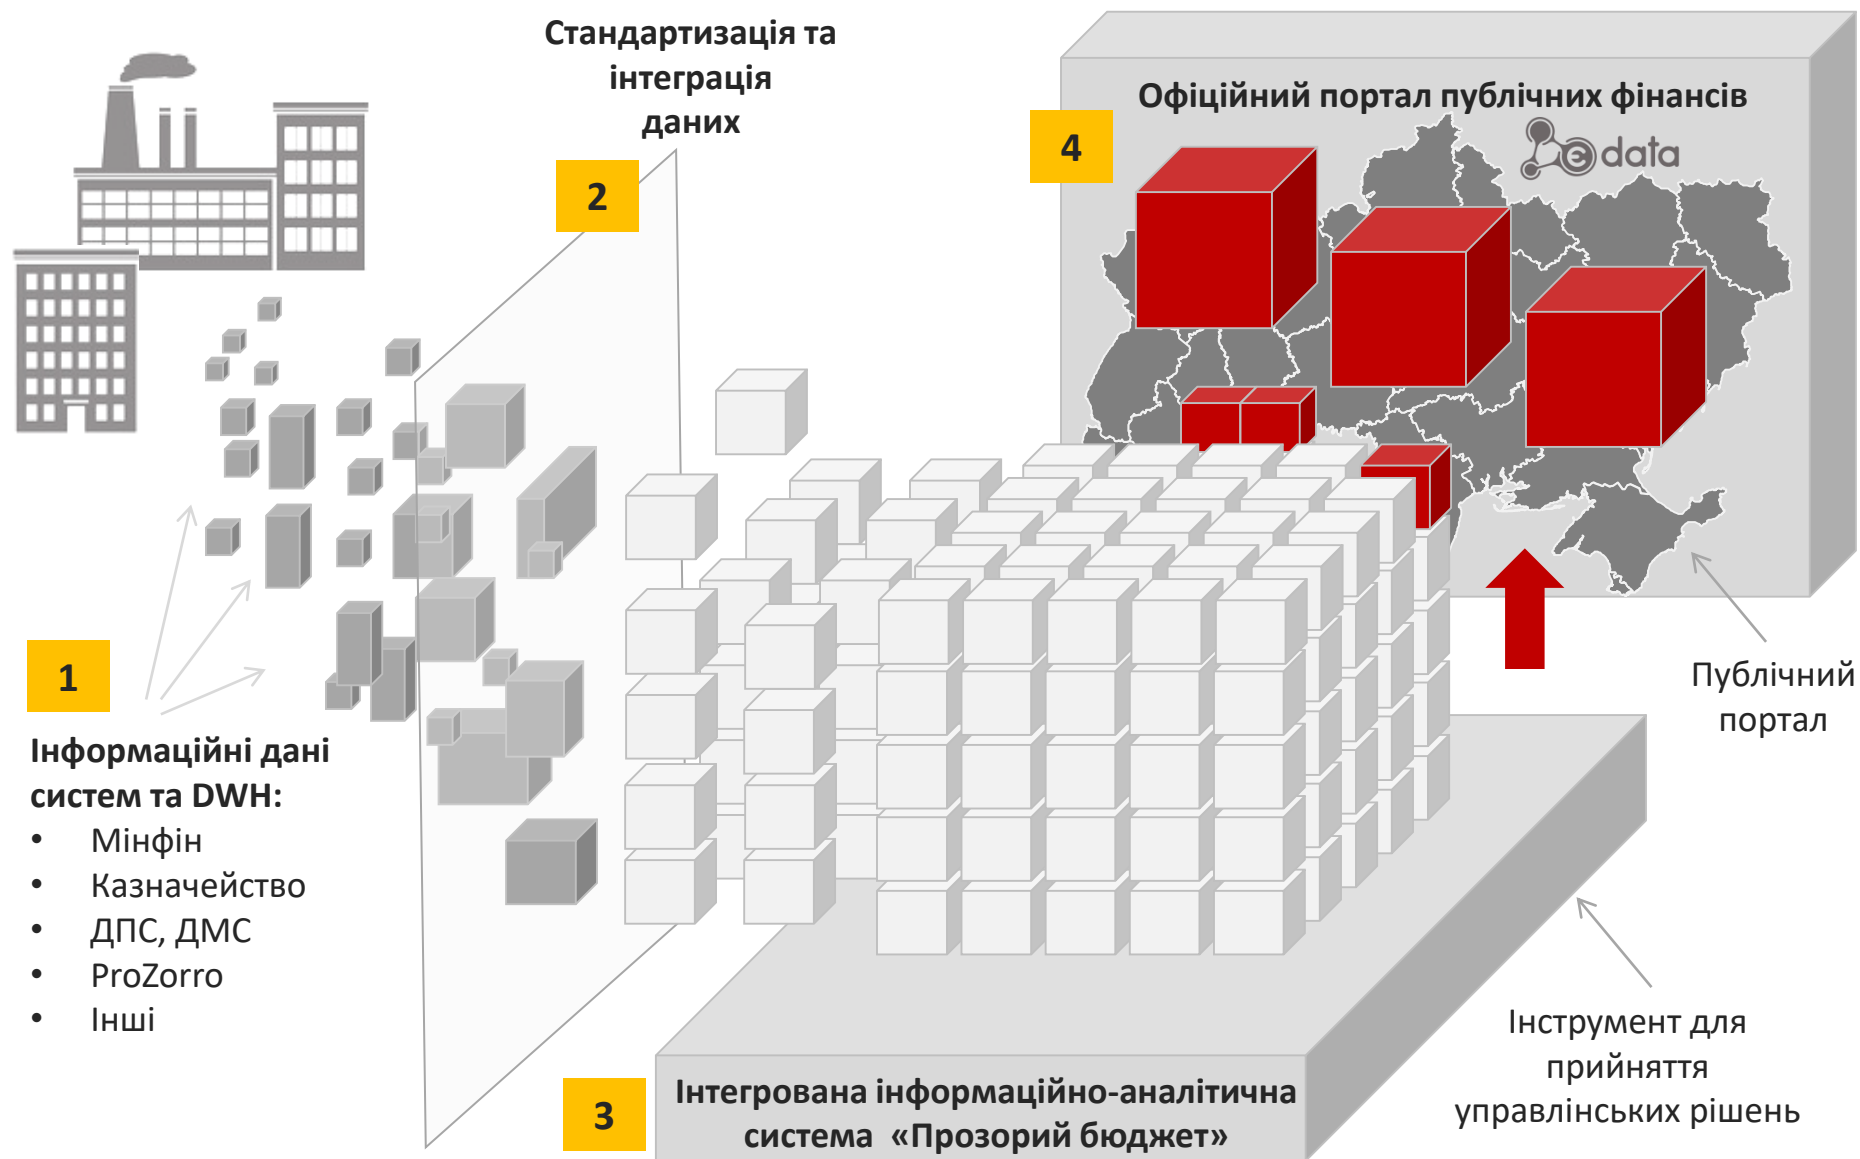 Стандартизація та
інтеграція
даних
2
Офіційний портал публічних фінансів
є data
4
1
Інформаційні дані
систем та DWH:
• Мінфін
• Казначейство
• ДПС, ДМС
• ProZorro
• Інші
Публічний
портал
Інструмент для
прийняття
управлінських рішень
3
Інтегрована інформаційно-аналітична
система «Прозорий бюджет»